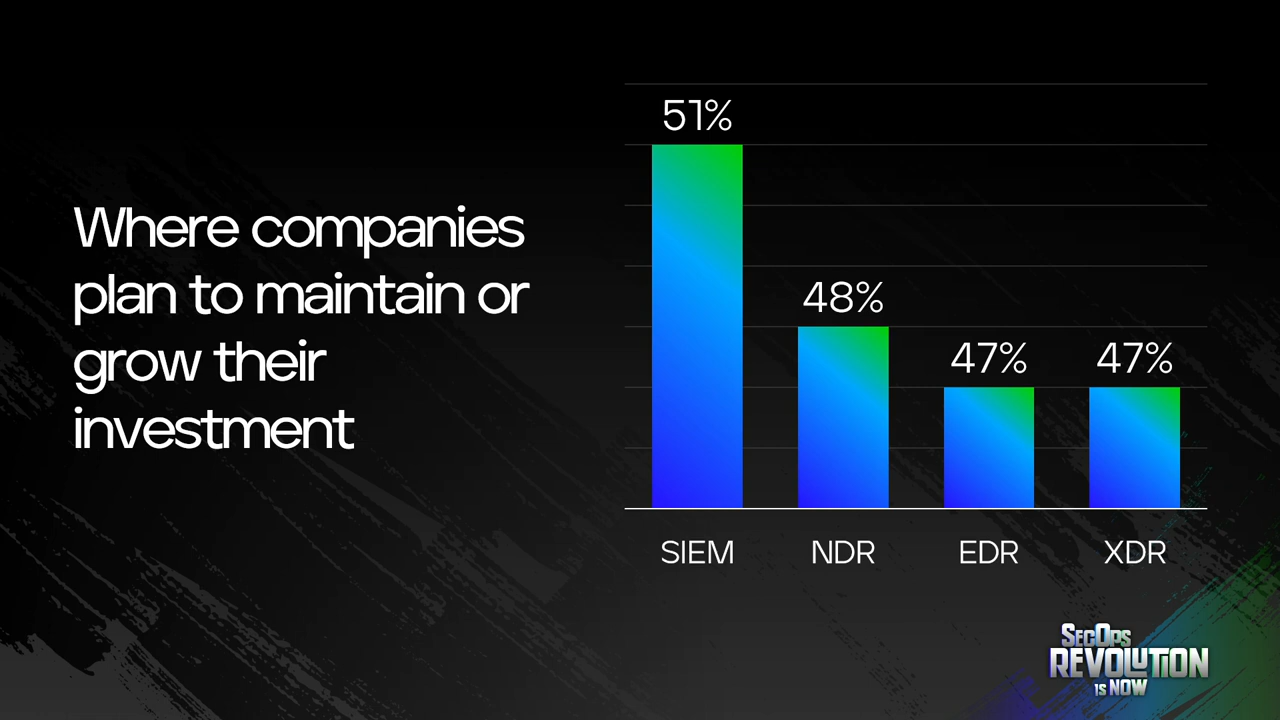 Where companies
plan to maintain or
grow their
investment
51%
48%
47%
47%
SIEM
NDR
EDR
XDR
SECOPS
REVOLUTION
IS NOW